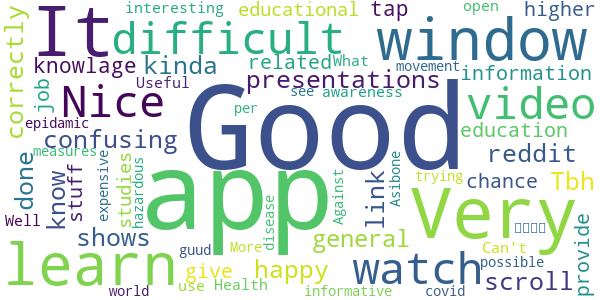 interesting
educational
tap
open
higher
It
difficult
window
correctly
knowlage
kinda
related
What
movement
information
job
Nice
presentations
see
awareness
Useful
per
video
epidamic
Good
education
measures
confusing
reddit
done
know
stuff
expensive
studies
hazardous
app
disease
Against
link
Asibone
trying
chance
Tbh
Very
Well
shows
general
provide
learn
guud
More
watch
Can't
possible
give
happy
scroll
world
use
Health
informative
covid